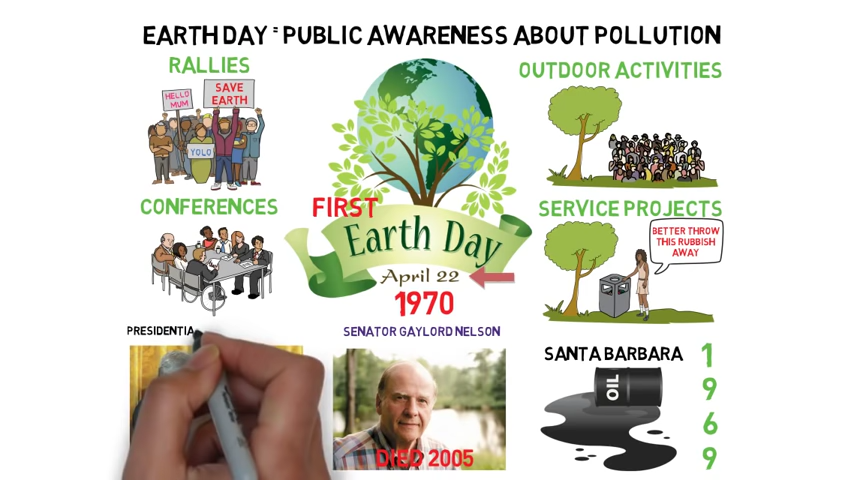 EARTH DAY = PUBLIC AWARENESS ABOUT POLLUTION
RALLIES
HELLO
MUM
SAVE
EARTH
YOLO
OUTDOOR ACTIVITIES
CONFERENCES
FIRST
Earth Day
April 22
1970
SERVICE PROJECTS
BETTER THROW
THIS RUBBISH
AWAY
PRESIDENTIA
SENATOR GAYLORD NELSON
DIED 2005
SANTA BARBARA
OIL
1
9
6
9